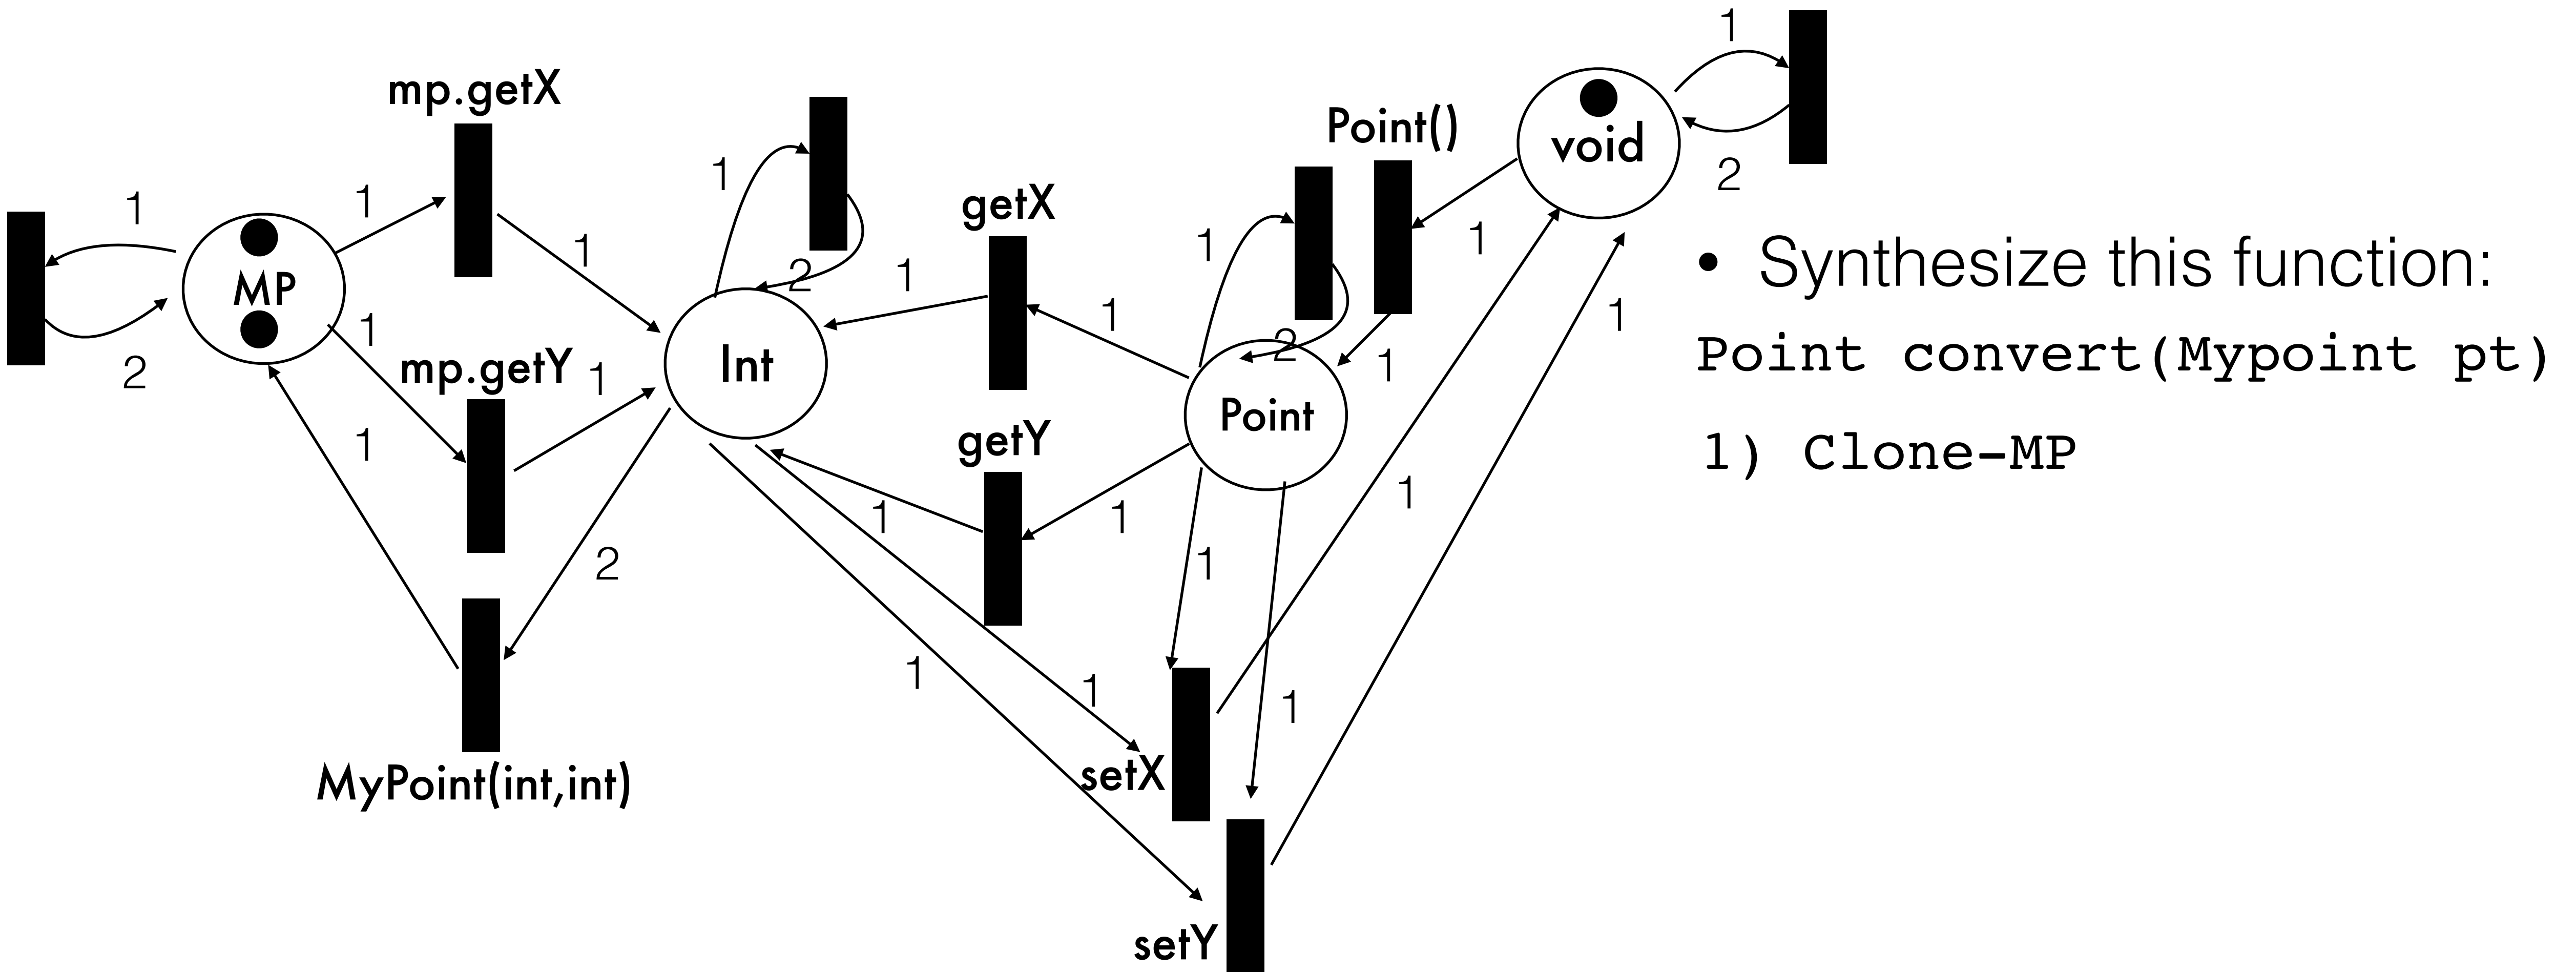 mp.getX
1
1
1
2
MP
1
1
mp.getY
1
1
2
MyPoint(int,int)
1
2
Int
getX
1
1
getY
1
1
1
1
1
2
Point
Point()
1
1
1
1
setX
setY
1
1
void
1
2
• Synthesize this function:
Point convert(Mypoint pt)
1) Clone-MP